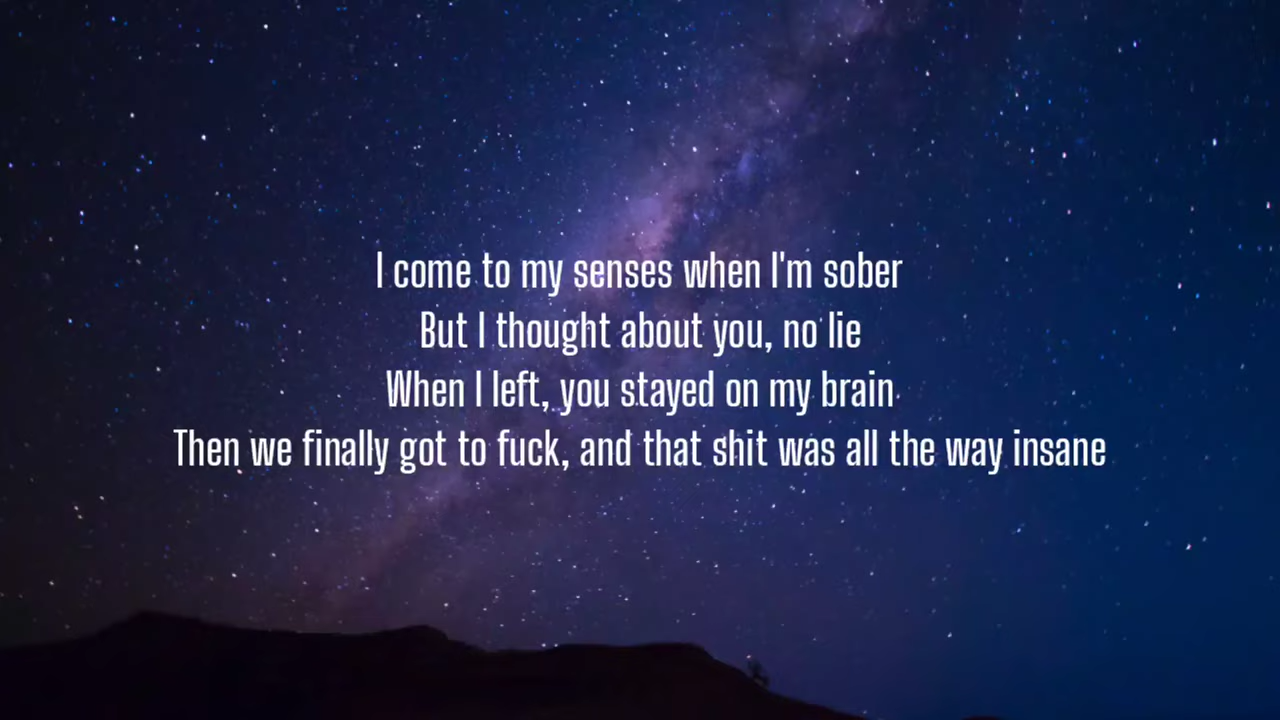 I come to my senses when I'm sober
But I thought about you, no lie
When I left, you stayed on my brain
Then we finally got to fuck, and that shit was all the way insane